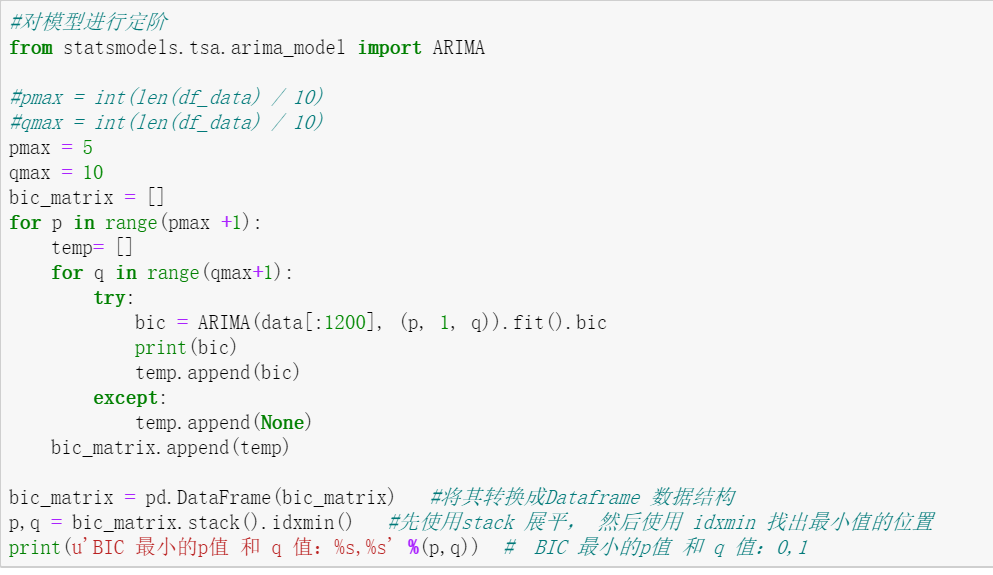 #对模型进行定阶
from statsmodels.tsa.arima_model import ARIMA
#pmax = int(len(df_data) / 10)
#qmax = int(len(df_data) / 10)
pmax = 5
qmax = 10
bic_matrix = []
for p in range(pmax +1):
    temp= []
    for q in range(qmax+1):
        try:
            bic = ARIMA(data[:1200], (p, 1, q)).fit().bic
            print(bic)
            temp.append(bic)
        except:
            temp.append(None)
    bic_matrix.append(temp)
bic_matrix = pd.DataFrame(bic_matrix)   #将其转换成Dataframe 数据结构
p,q = bic_matrix.stack().idxmin()   #先使用stack 展平， 然后使用 idxmin 找出最小值的位置
print(u'BIC 最小的p值 和 q 值：%s,%s' %(p,q))  #  BIC 最小的p值 和 q 值：0,1